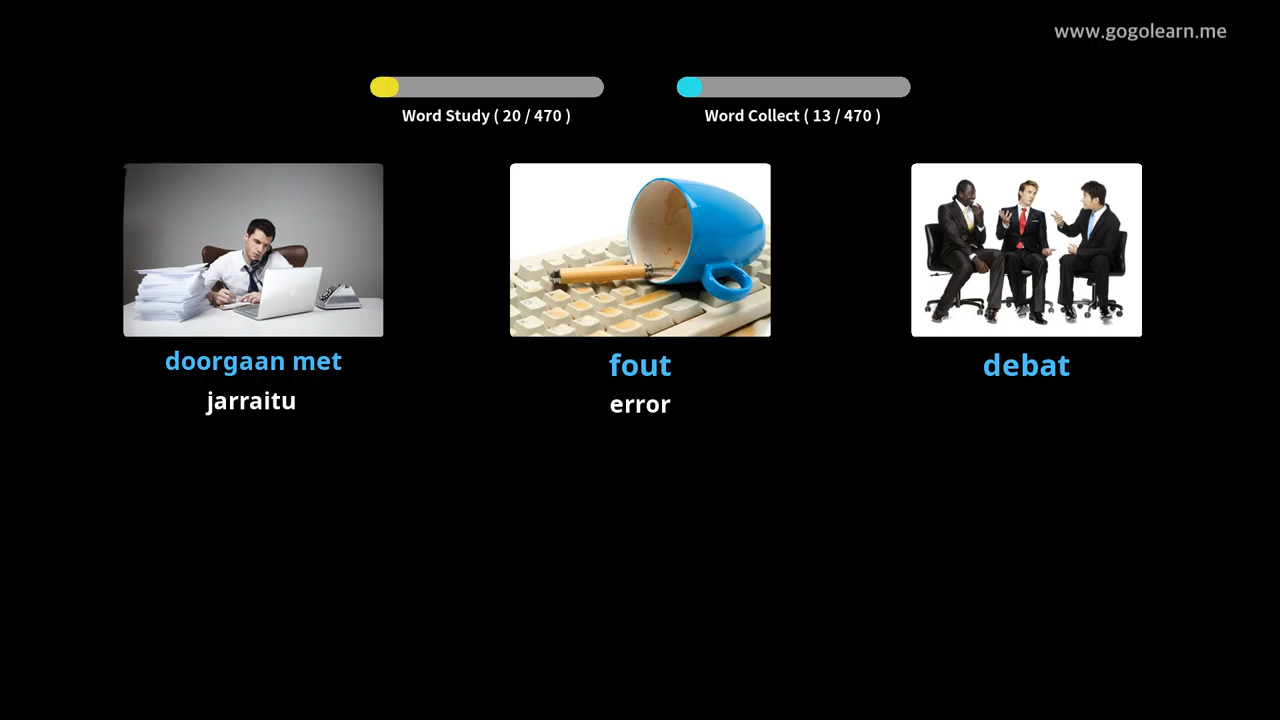 www.gogolearn.me
Word Study ( 20 / 470 )
Word Collect ( 13 / 470 )
doorgaan met
jarraitu
fout
error
debat